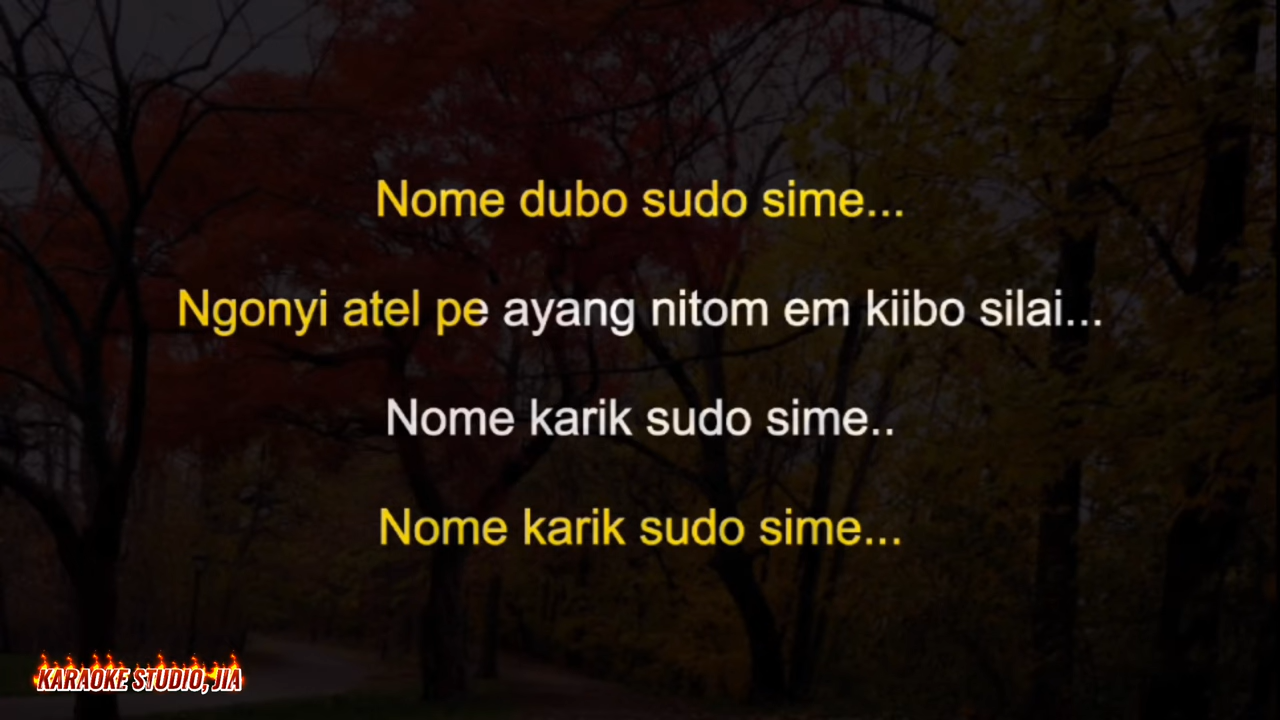 Nome dubo sudo sime...
Ngonyi atel pe ayang nitom em kiibo silai...
Nome karik sudo sime..
Nome karik sudo sime...
KARAOKE STUDIO, JIA